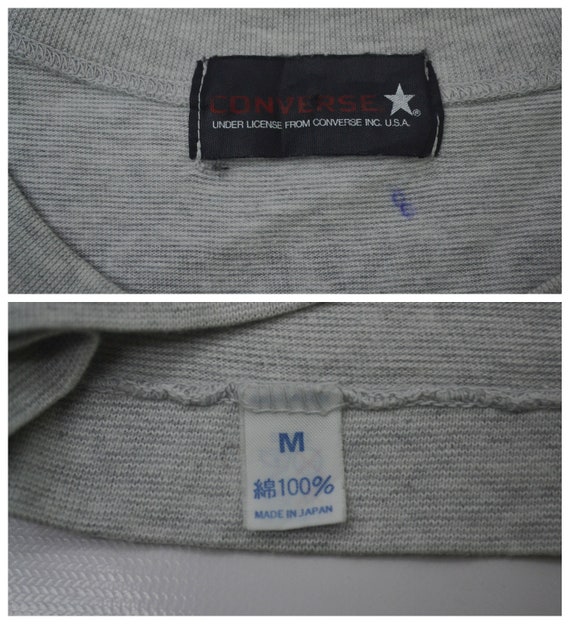 CONVERSE ★ ®
UNDER LICENSE FROM CONVERSE INC. U.S.A.
M
綿100%
MADE IN JAPAN